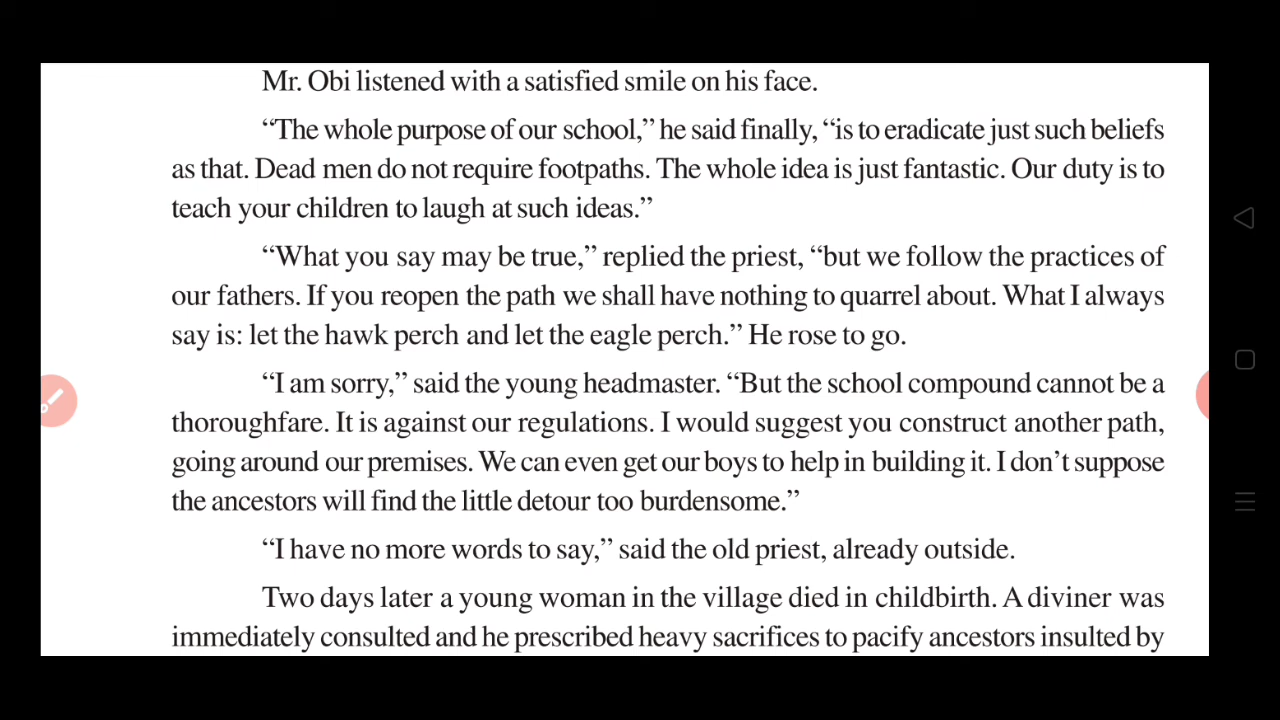 Mr. Obi listened with a satisfied smile on his face.
“The whole purpose of our school,” he said finally, “is to eradicate just such beliefs
as that. Dead men do not require footpaths. The whole idea is just fantastic. Our duty is to
teach your children to laugh at such ideas.”
“What you say may be true,” replied the priest, “but we follow the practices of
our fathers. If you reopen the path we shall have nothing to quarrel about. What I always
say is: let the hawk perch and let the eagle perch.” He rose to go.
“I am sorry,” said the young headmaster. “But the school compound cannot be a
thoroughfare. It is against our regulations. I would suggest you construct another path,
going around our premises. We can even get our boys to help in building it. I don’t suppose
the ancestors will find the little detour too burdensome.”
“I have no more words to say,” said the old priest, already outside.
Two days later a young woman in the village died in childbirth. A diviner was
immediately consulted and he prescribed heavy sacrifices to pacify ancestors insulted by